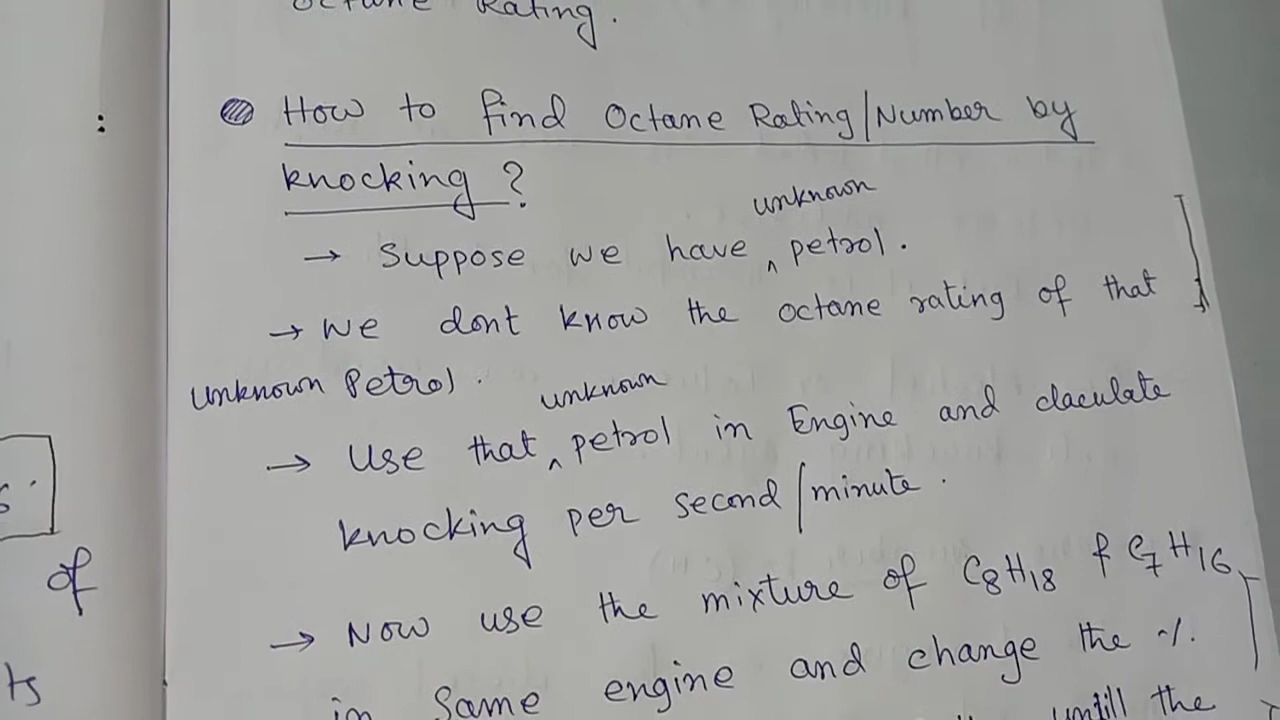 Octane Rating.
How to find Octane Rating/Number by
knocking ?
→ Suppose we have ^ unknown petrol.
→ We dont know the octane rating of that
unknown Petrol.
→ Use that ^ unknown petrol in Engine and claculate
knocking per second/minute.
→ Now use the mixture of C8H18 & C7H16
in same engine and change the %.
untill the
:
of
ts